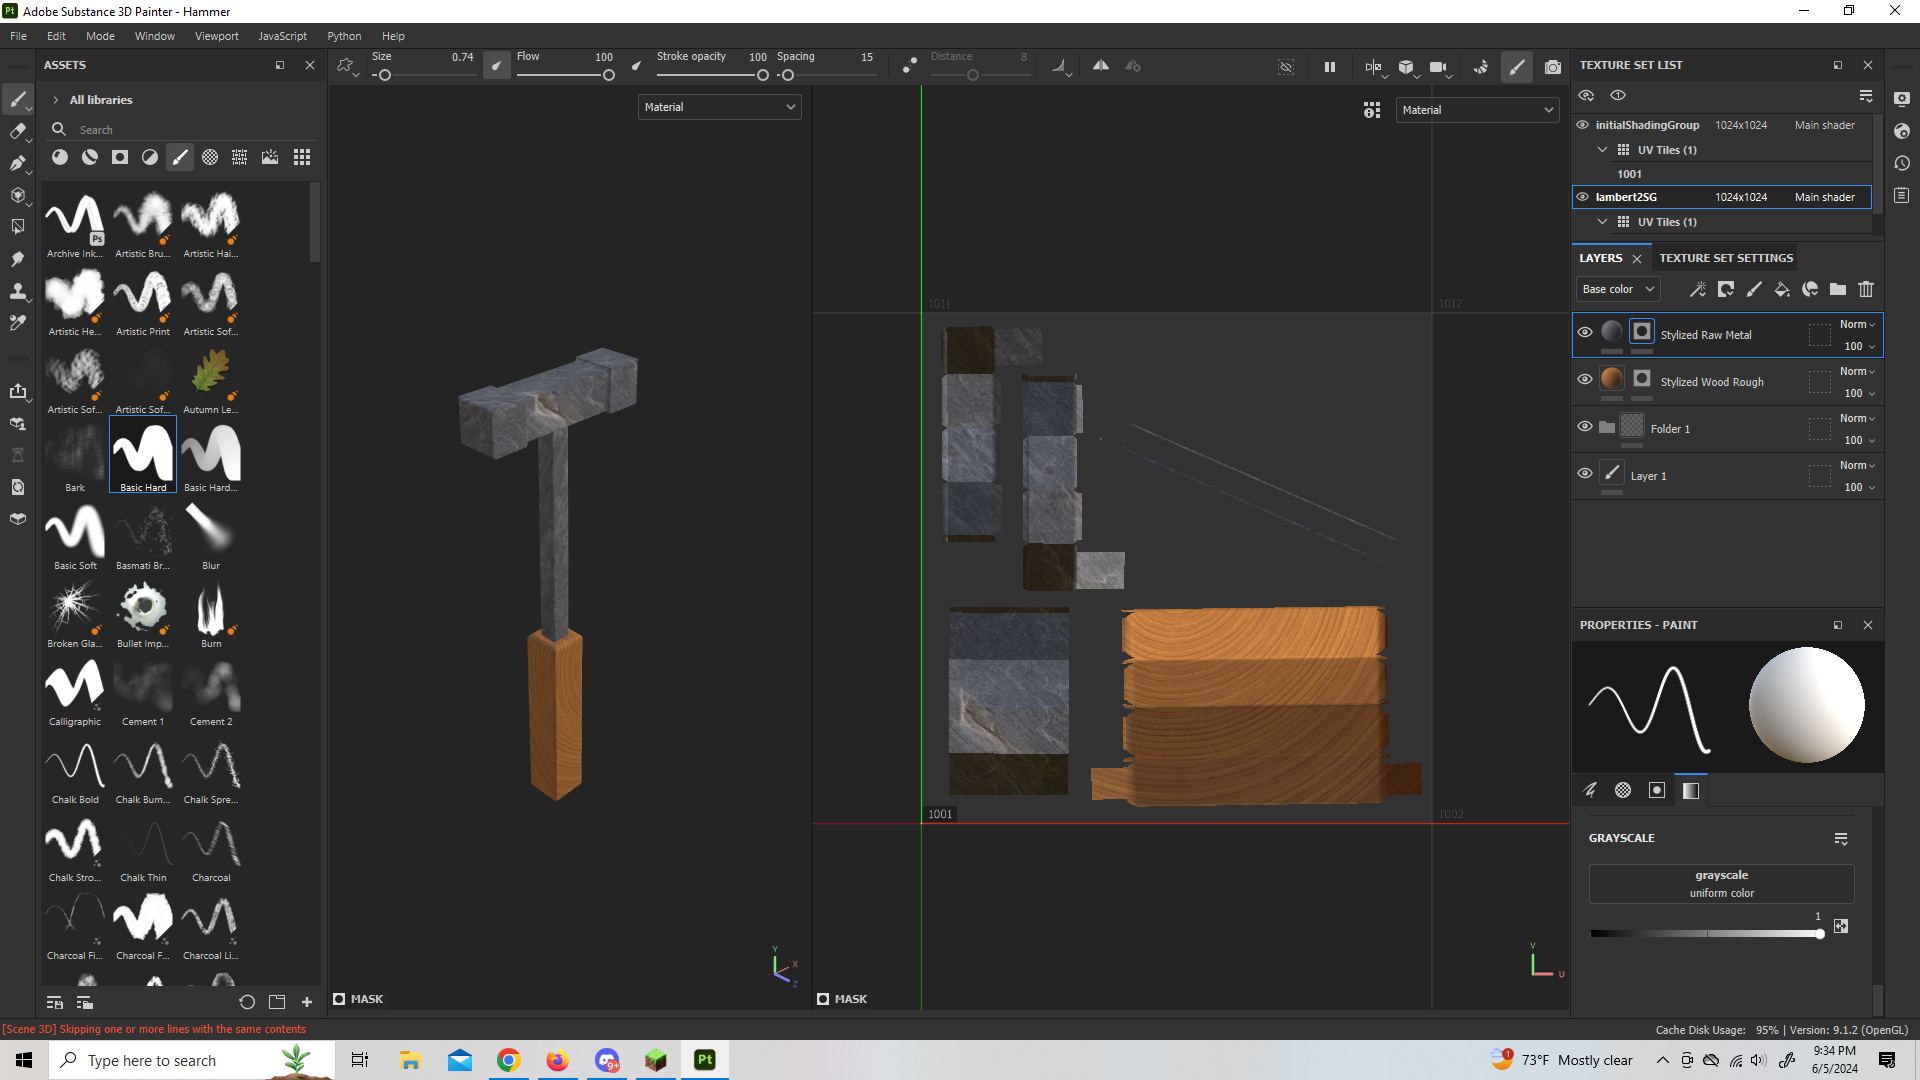 Pt Adobe Substance 3D Painter - Hammer
File Edit Mode Window Viewport JavaScript Python Help
ASSETS
All libraries
Search
Archive Ink... Artistic Bru... Artistic Hai...
Artistic He... Artistic Print Artistic Sof...
Artistic Sof... Artistic Sof... Autumn Le...
Bark Basic Hard Basic Hard...
Basic Soft Basmati Br... Blur
Broken Gla... Bullet Imp... Burn
Calligraphic Cement 1 Cement 2
Chalk Bold Chalk Bum... Chalk Spre...
Chalk Stro... Chalk Thin Charcoal
Charcoal Fi... Charcoal F... Charcoal Li...
Ps
Size 0.74 Flow 100 Stroke opacity 100 Spacing 15 Distance 8
Material
Material
1011 1012
1001 1002
Y X Z
V U
MASK
MASK
TEXTURE SET LIST
initialShadingGroup 1024x1024 Main shader
UV Tiles (1)
1001
lambert2SG 1024x1024 Main shader
UV Tiles (1)
LAYERS TEXTURE SET SETTINGS
Base color
Stylized Raw Metal Norm 100
Stylized Wood Rough Norm 100
Folder 1 Norm 100
Layer 1 Norm 100
PROPERTIES - PAINT
GRAYSCALE
grayscale
uniform color
1
[Scene 3D] Skipping one or more lines with the same contents
Cache Disk Usage: 95% | Version: 9.1.2 (OpenGL)
Type here to search
9+
Pt
1
73°F Mostly clear
9:34 PM
6/5/2024